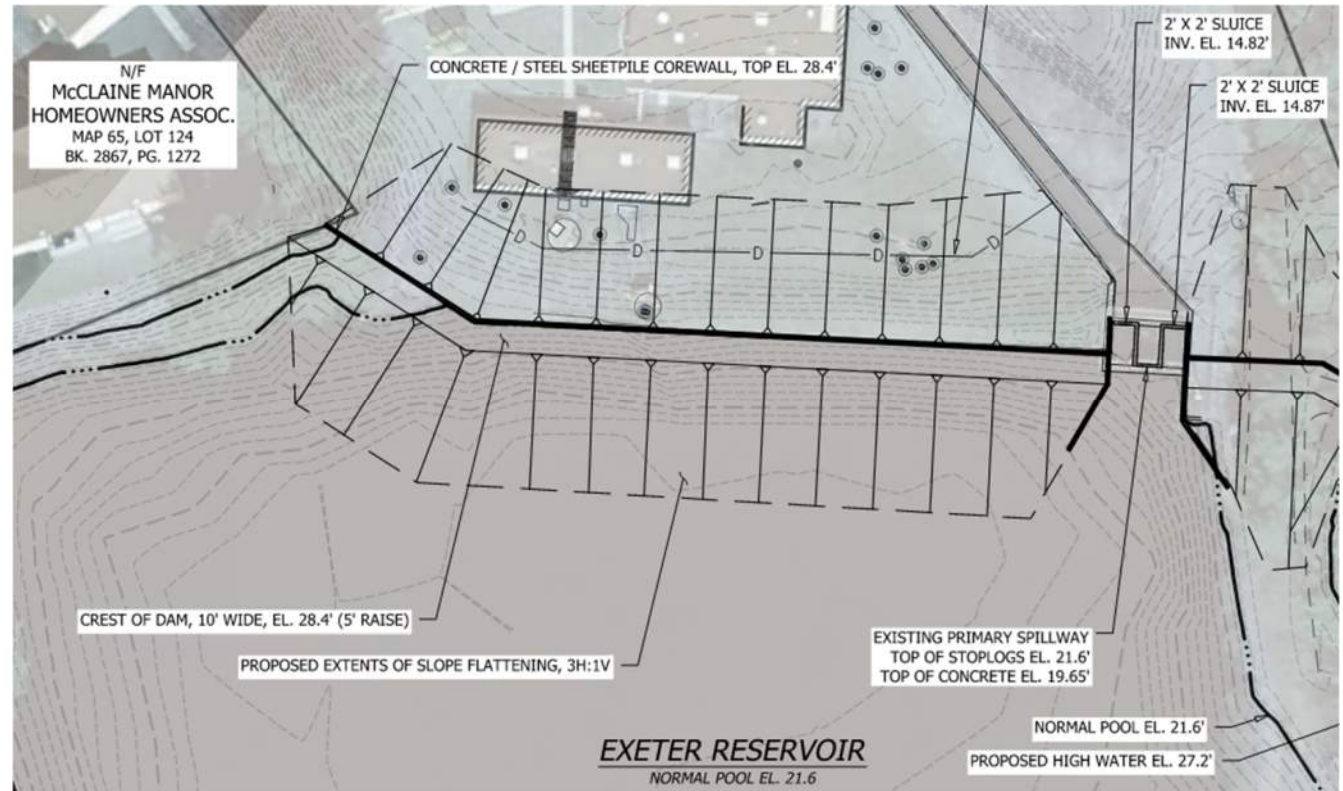 N/F
McCLAINE MANOR
HOMEOWNERS ASSOC.
MAP 65, LOT 124
BK. 2867, PG. 1272
CONCRETE / STEEL SHEETPILE COREWALL, TOP EL. 28.4'
2' X 2' SLUICE
INV. EL. 14.82'
2' X 2' SLUICE
INV. EL. 14.87'
D
D
D
D
D
CREST OF DAM, 10' WIDE, EL. 28.4' (5' RAISE)
PROPOSED EXTENTS OF SLOPE FLATTENING, 3H:1V
EXISTING PRIMARY SPILLWAY
TOP OF STOPLOGS EL. 21.6'
TOP OF CONCRETE EL. 19.65'
NORMAL POOL EL. 21.6'
PROPOSED HIGH WATER EL. 27.2'
EXETER RESERVOIR
NORMAL POOL EL. 21.6